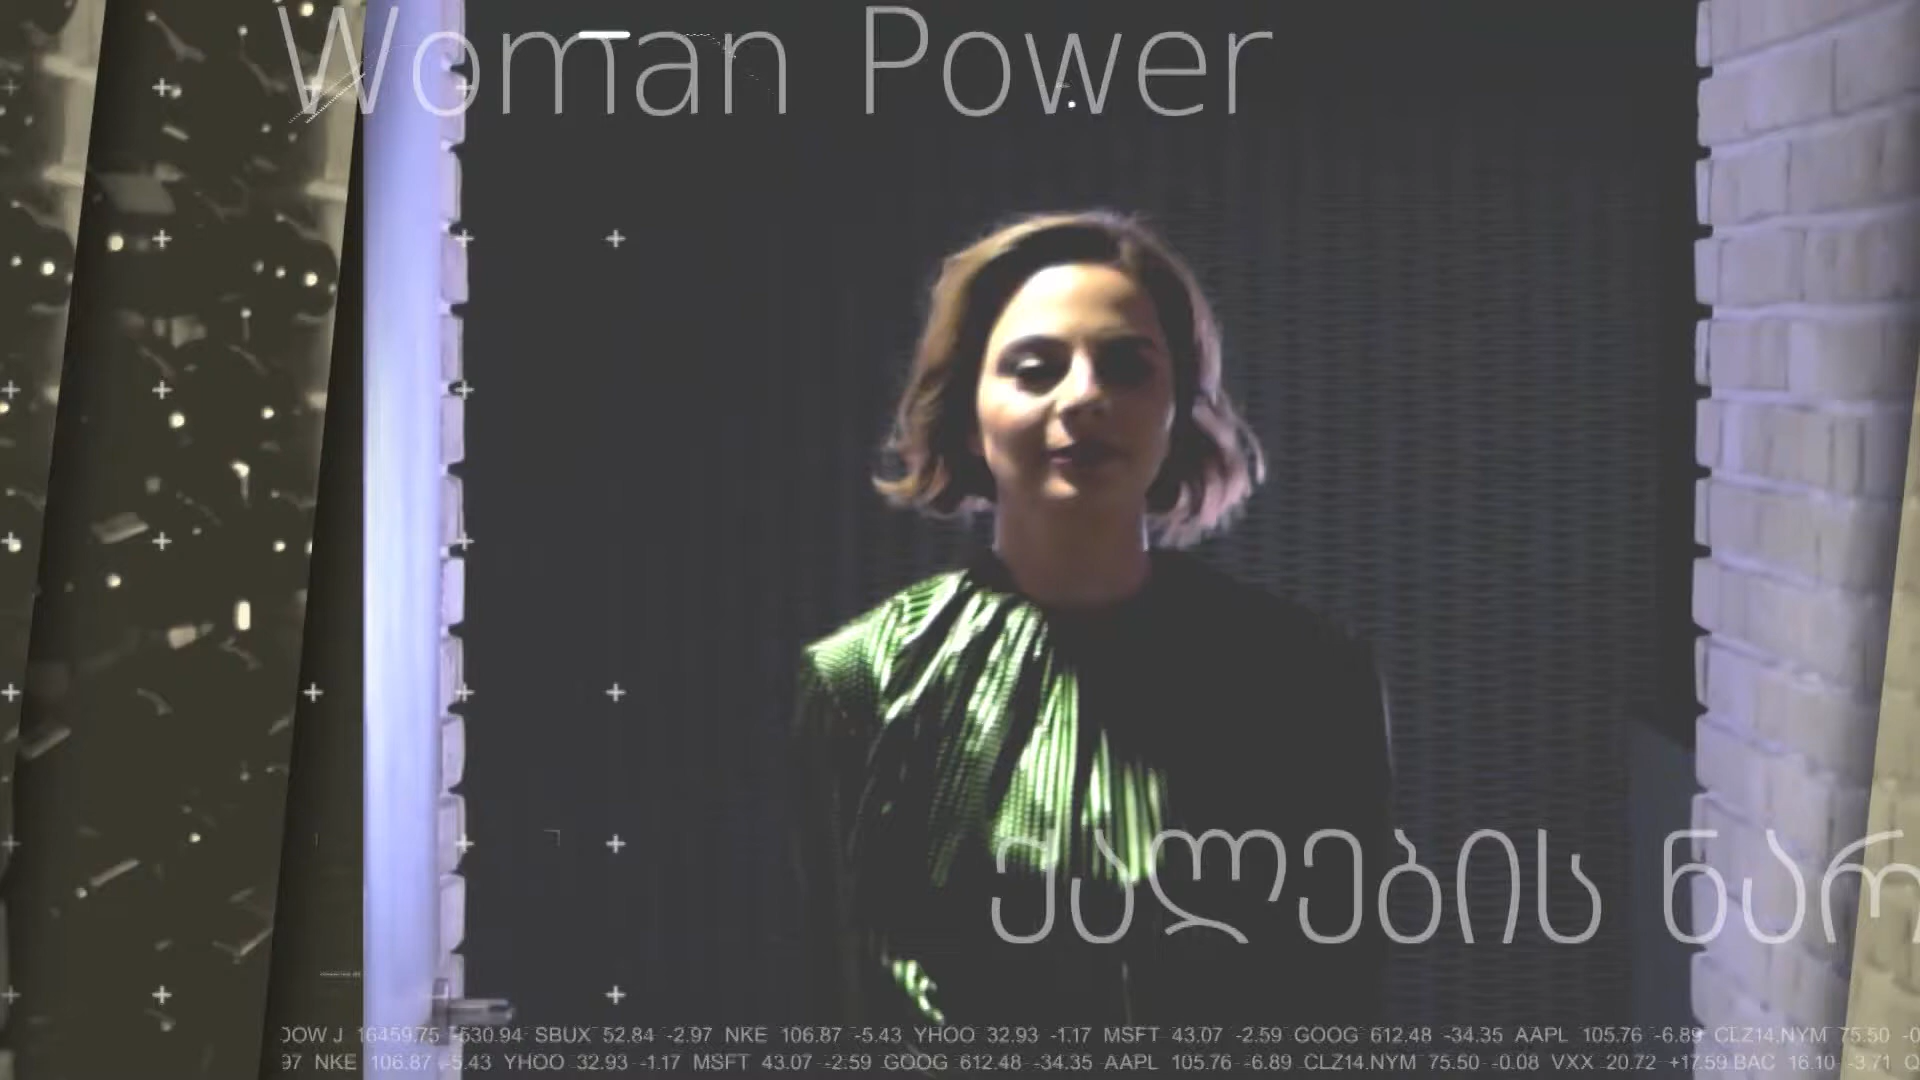 Woman Power
ქალების ნარ
DOW J 16459.75 -530.94 SBUX 52.84 -2.97 NKE 106.87 -5.43 YHOO 32.93 -1.17 MSFT 43.07 -2.59 GOOG 612.48 -34.35 AAPL 105.76 -6.89 CLZ14.NYM 75.50 -0
97 NKE 106.87 -5.43 YHOO 32.93 -1.17 MSFT 43.07 -2.59 GOOG 612.48 -34.35 AAPL 105.76 -6.89 CLZ14.NYM 75.50 -0.08 VXX 20.72 +17.59 BAC 16.10 -3.71 Q